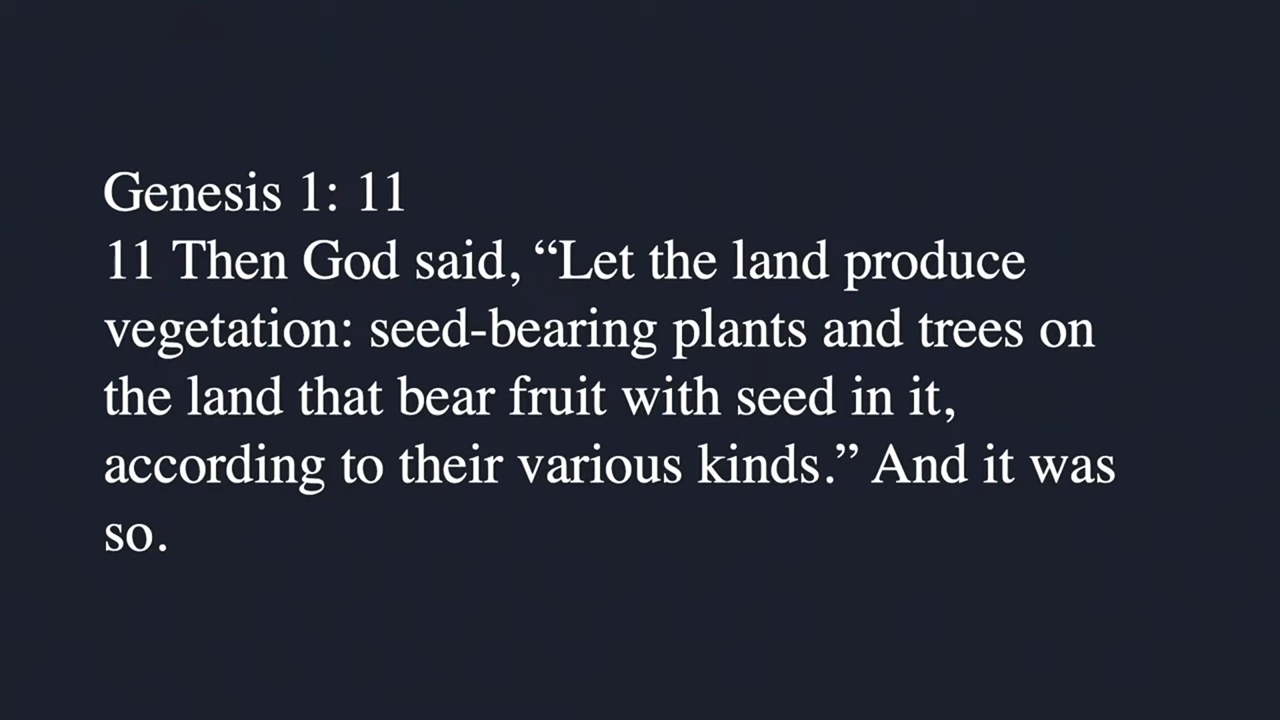 Genesis 1: 11
11 Then God said, “Let the land produce
vegetation: seed-bearing plants and trees on
the land that bear fruit with seed in it,
according to their various kinds.” And it was
so.